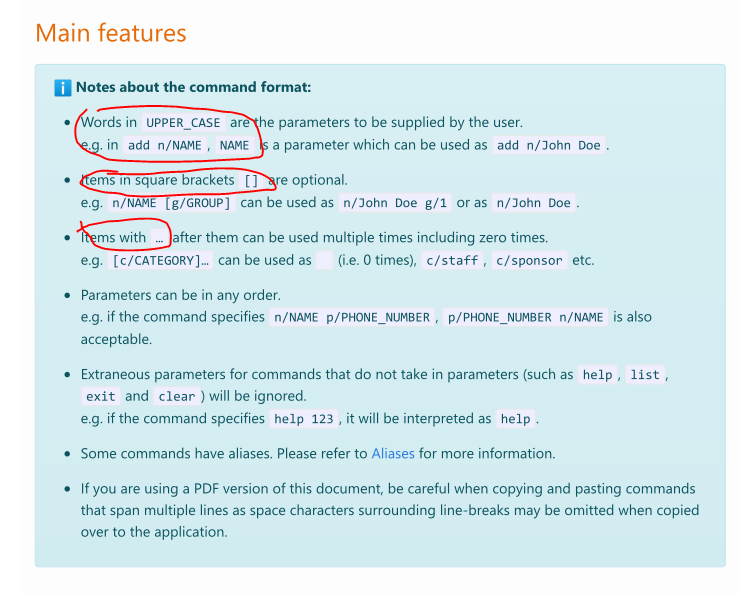 Main features
Notes about the command format:
• Words in UPPER_CASE are the parameters to be supplied by the user.
e.g. in add n/NAME , NAME is a parameter which can be used as add n/John Doe .
• Items in square brackets [] are optional.
e.g. n/NAME [g/GROUP] can be used as n/John Doe g/1 or as n/John Doe .
• Items with … after them can be used multiple times including zero times.
e.g. [c/CATEGORY]… can be used as   (i.e. 0 times), c/staff , c/sponsor etc.
• Parameters can be in any order.
e.g. if the command specifies n/NAME p/PHONE_NUMBER , p/PHONE_NUMBER n/NAME is also
acceptable.
• Extraneous parameters for commands that do not take in parameters (such as help , list ,
exit and clear ) will be ignored.
e.g. if the command specifies help 123 , it will be interpreted as help .
• Some commands have aliases. Please refer to Aliases for more information.
• If you are using a PDF version of this document, be careful when copying and pasting commands
that span multiple lines as space characters surrounding line-breaks may be omitted when copied
over to the application.